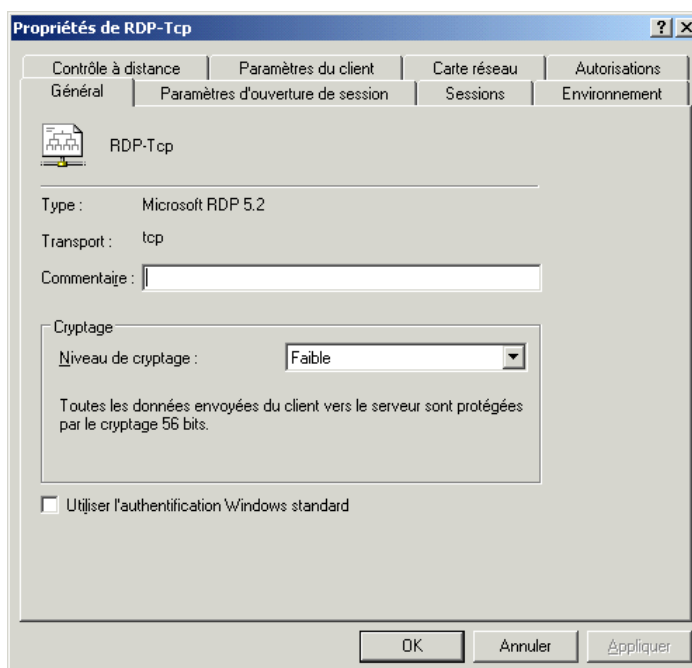 Propriétés de RDP-Tcp
Contrôle à distance Paramètres du client Carte réseau Autorisations
Général Paramètres d'ouverture de session Sessions Environnement
RDP-Tcp
Type : Microsoft RDP 5.2
Transport : tcp
Commentaire :
Cryptage
Niveau de cryptage : Faible
Toutes les données envoyées du client vers le serveur sont protégées
par le cryptage 56 bits.
Utiliser l'authentification Windows standard
OK Annuler Appliquer